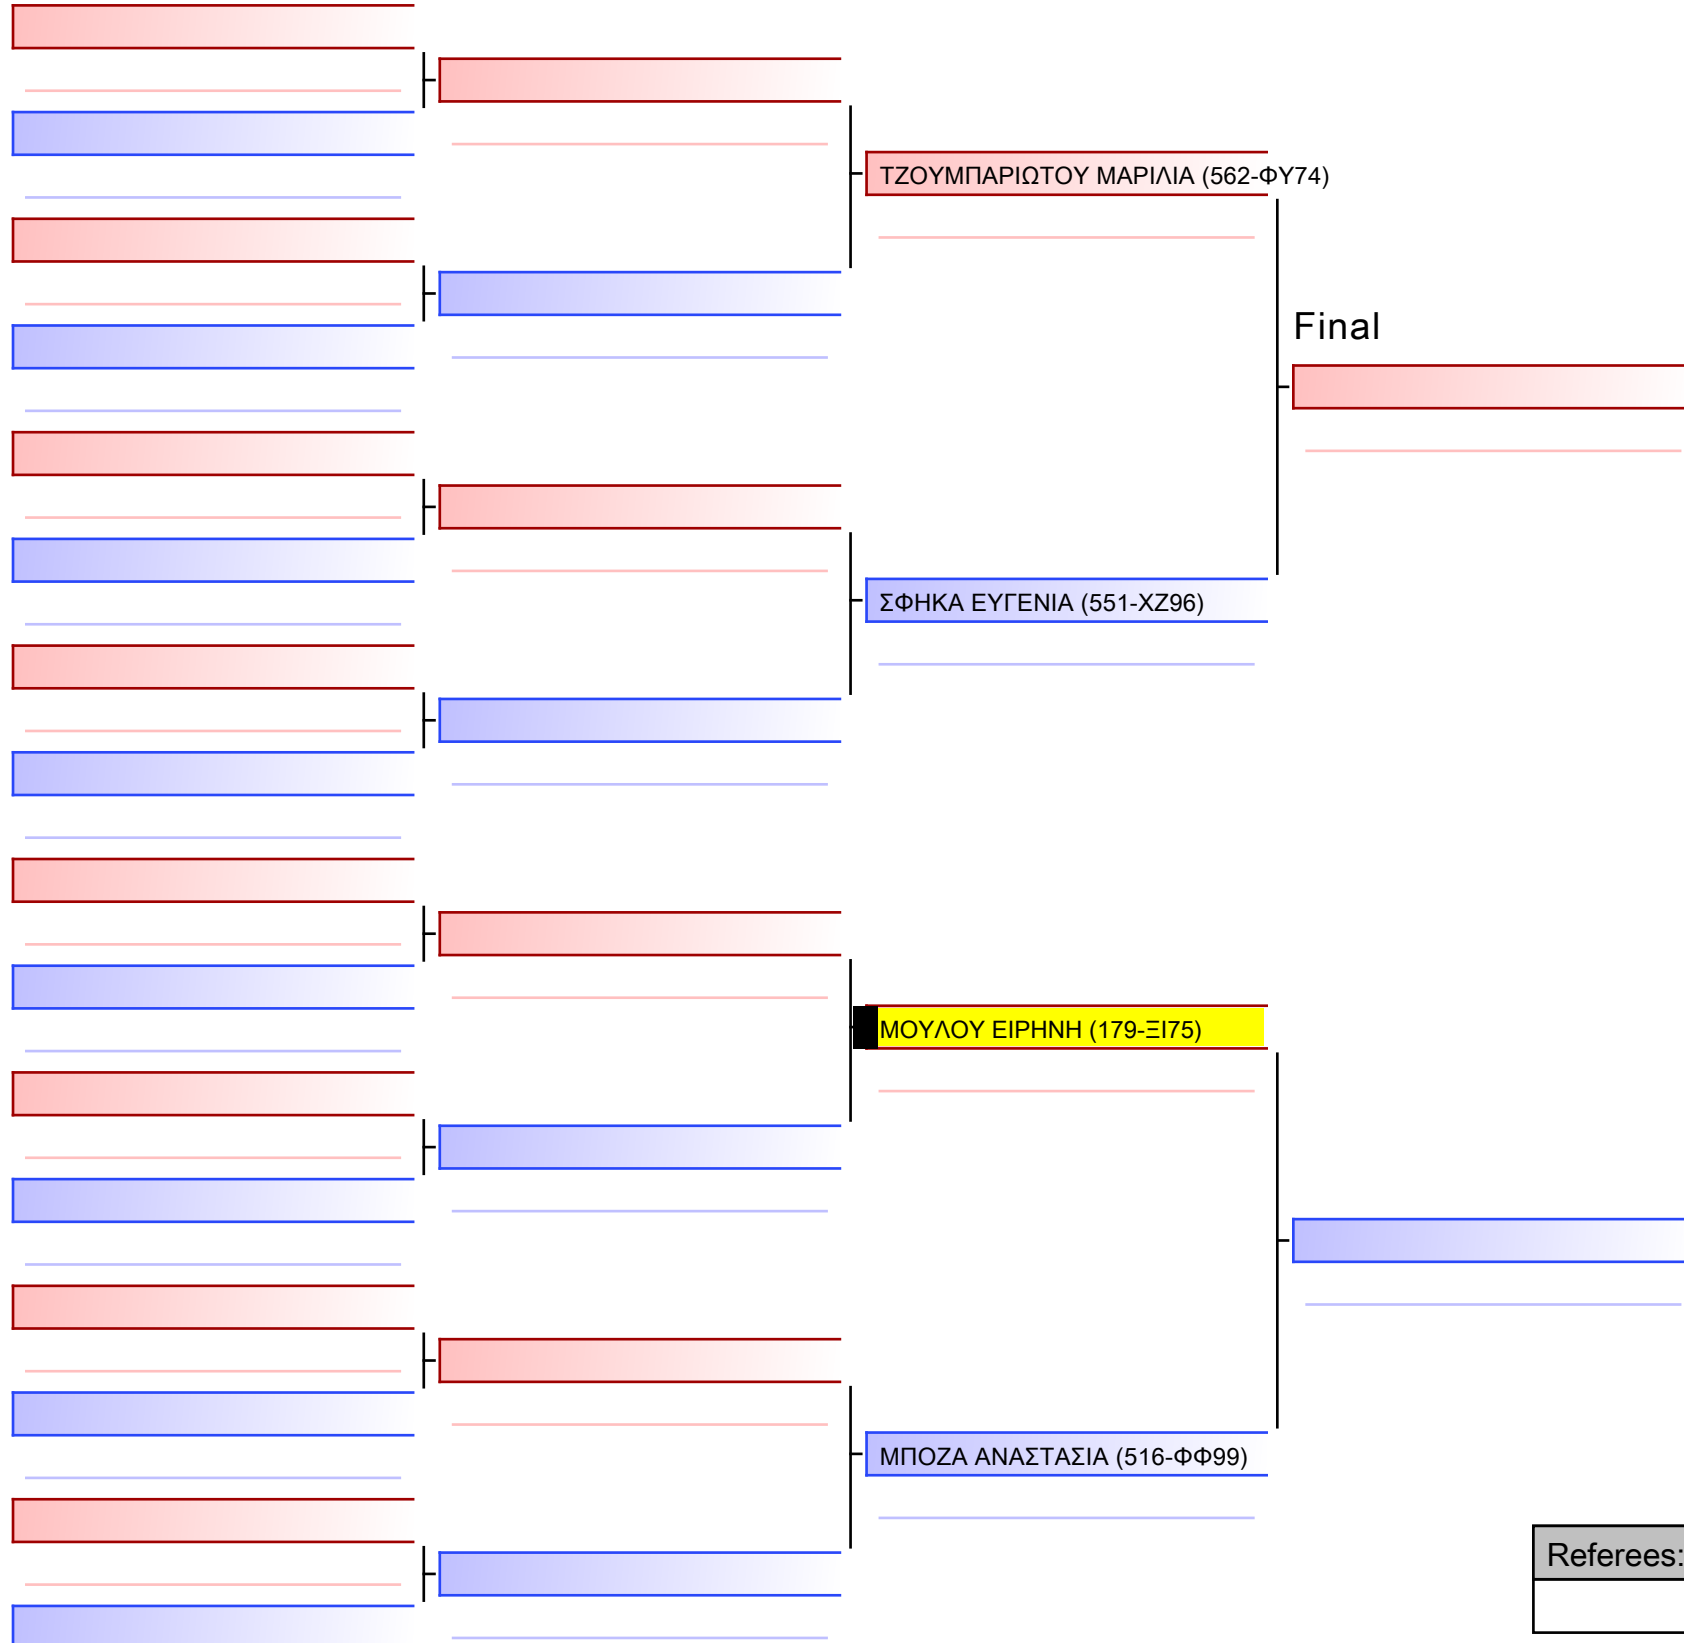 ΤΖΟΥΜΠΑΡΙΩΤΟΥ ΜΑΡΙΛΙΑ (562-ΦΥ74)
Final
ΣΦΗΚΑ ΕΥΓΕΝΙΑ (551-ΧΖ96)
ΜΟΥΛΟΥ ΕΙΡΗΝΗ (179-ΞΙ75)
ΜΠΟΖΑ ΑΝΑΣΤΑΣΙΑ (516-ΦΦ99)
Referees: